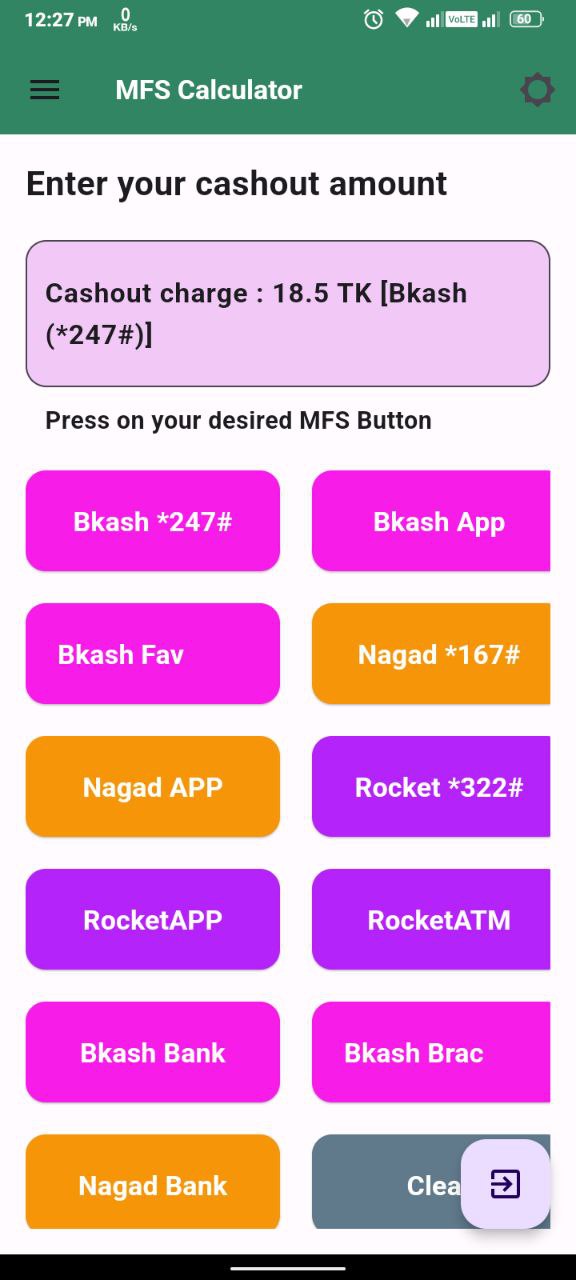 12:27 PM 0 KB/s VoLTE 60
MFS Calculator
Enter your cashout amount
Cashout charge : 18.5 TK [Bkash
(*247#)]
Press on your desired MFS Button
Bkash *247# Bkash App
Bkash Fav Nagad *167#
Nagad APP Rocket *322#
RocketAPP RocketATM
Bkash Bank Bkash Brac
Nagad Bank Clea